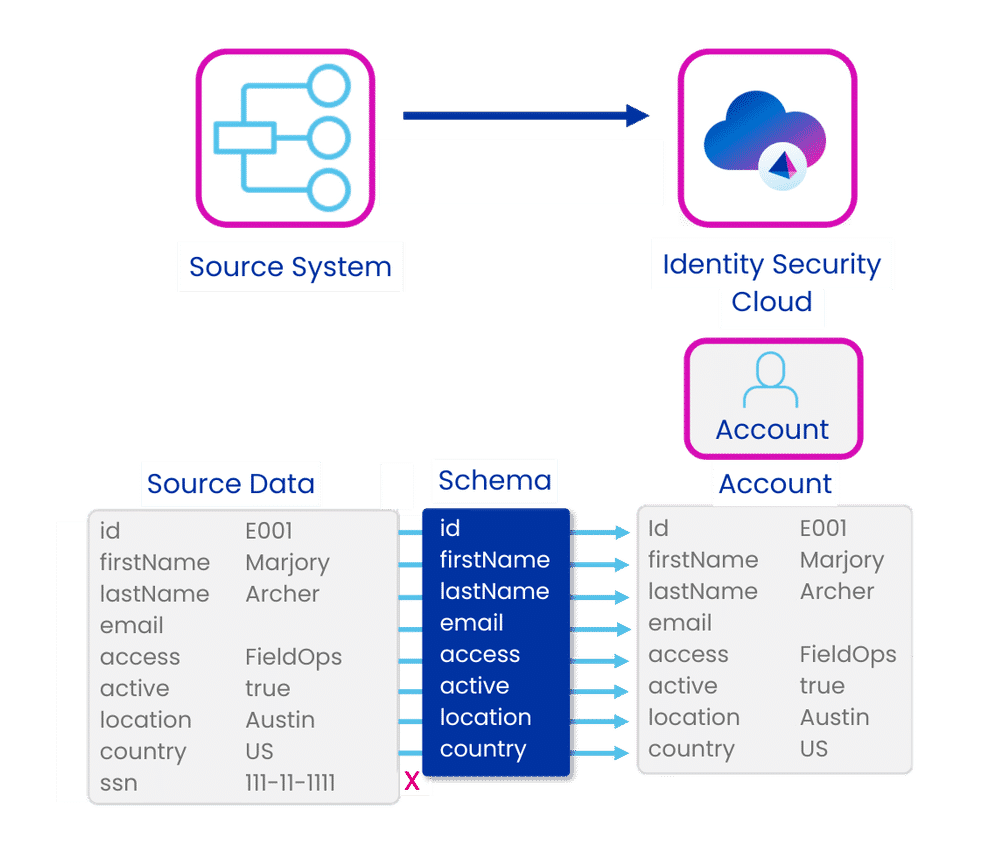 Source System
Identity Security
Cloud
Account
Source Data
Schema
Account
id E001 id Id E001
firstName Marjory firstName firstName Marjory
lastName Archer lastName lastName Archer
email email email
access FieldOps access access FieldOps
active true active active true
location Austin location location Austin
country US country country US
ssn 111-11-1111 X